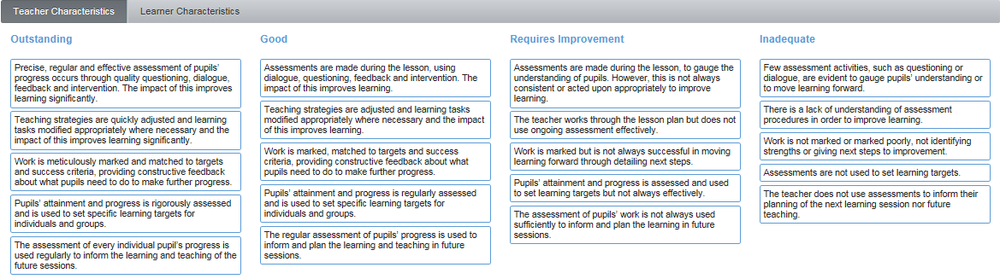 Teacher Characteristics
Learner Characteristics
Outstanding
Precise, regular and effective assessment of pupils'
progress occurs through quality questioning, dialogue,
feedback and intervention. The impact of this improves
learning significantly.
Teaching strategies are quickly adjusted and learning
tasks modified appropriately where necessary and the
impact of this improves learning significantly.
Work is meticulously marked and matched to targets
and success criteria, providing constructive feedback
about what pupils need to do to make further progress.
Pupils' attainment and progress is rigorously assessed
and is used to set specific learning targets for
individuals and groups.
The assessment of every individual pupil's progress is
used regularly to inform the learning and teaching of the
future sessions.
Good
Assessments are made during the lesson, using
dialogue, questioning, feedback and intervention. The
impact of this improves learning.
Teaching strategies are adjusted and learning tasks
modified appropriately where necessary and the impact
of this improves learning.
Work is marked, matched to targets and success
criteria, providing constructive feedback about what
pupils need to do to make further progress.
Pupils' attainment and progress is regularly assessed
and is used to set specific learning targets for
individuals and groups.
The regular assessment of pupils' progress is used to
inform and plan the learning and teaching in future
sessions.
Requires Improvement
Assessments are made during the lesson, to gauge the
understanding of pupils. However, this is not always
consistent or acted upon appropriately to improve
learning.
The teacher works through the lesson plan but does not
use ongoing assessment effectively.
Work is marked but is not always successful in moving
learning forward through detailing next steps.
Pupils' attainment and progress is assessed and used
to set learning targets but not always effectively.
The assessment of pupils' work is not always used
sufficiently to inform and plan the learning in future
sessions.
Inadequate
Few assessment activities, such as questioning or
dialogue, are evident to gauge pupils' understanding or
to move learning forward.
There is a lack of understanding of assessment
procedures in order to improve learning.
Work is not marked or marked poorly, not identifying
strengths or giving next steps to improvement.
Assessments are not used to set learning targets.
The teacher does not use assessments to inform their
planning of the next learning session nor future
teaching.